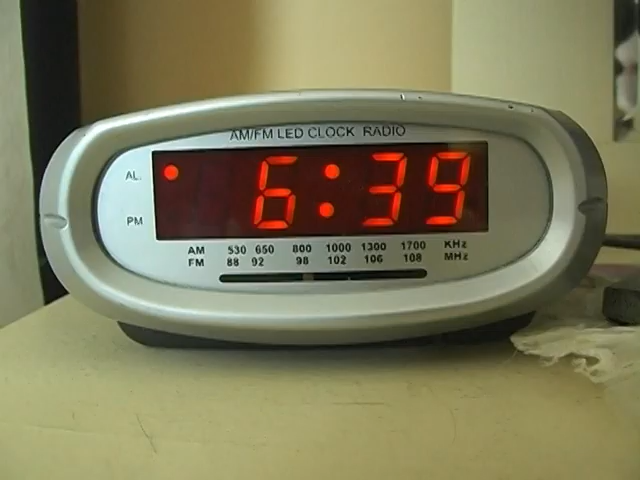 AM/FM LED CLOCK RADIO
AL.
6:39
PM
AM 530 650 800 1000 1300 1700 KHz
FM 88 92 98 102 106 108 MHz